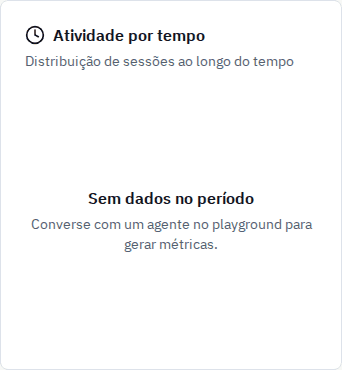 Atividade por tempo
Distribuição de sessões ao longo do tempo
Sem dados no período
Converse com um agente no playground para
gerar métricas.